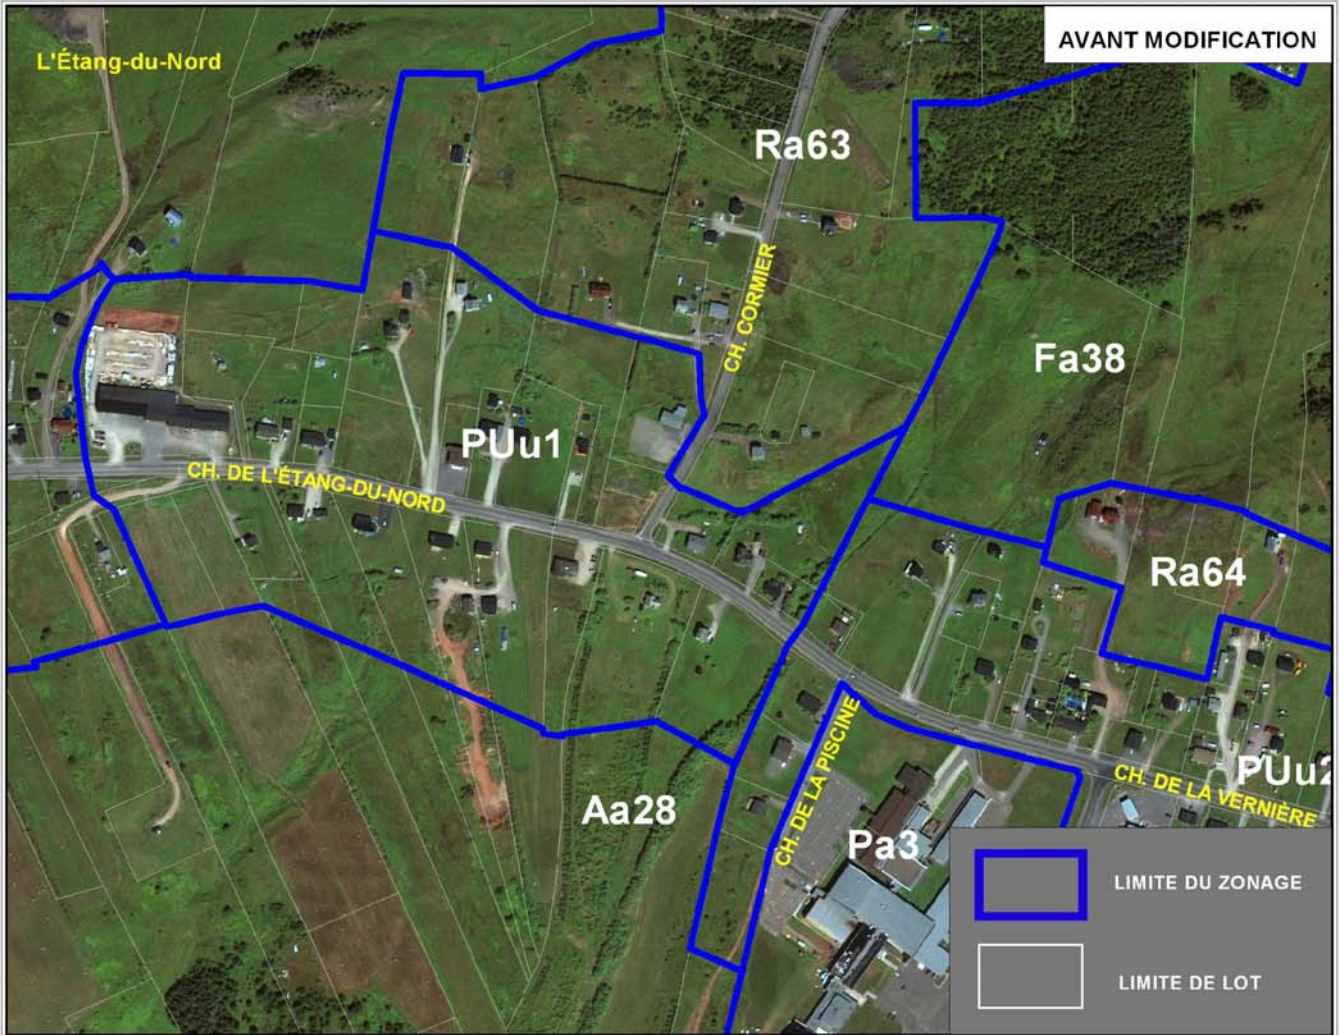 L'Étang-du-Nord
AVANT MODIFICATION
Ra63
CH. CORMIER
Fa38
PUu1
CH. DE L'ÉTANG-DU-NORD
Ra64
CH. DE LA PISCINE
PUu2
CH. DE LA VERNIÈRE
Aa28
Pa3
LIMITE DU ZONAGE
LIMITE DE LOT